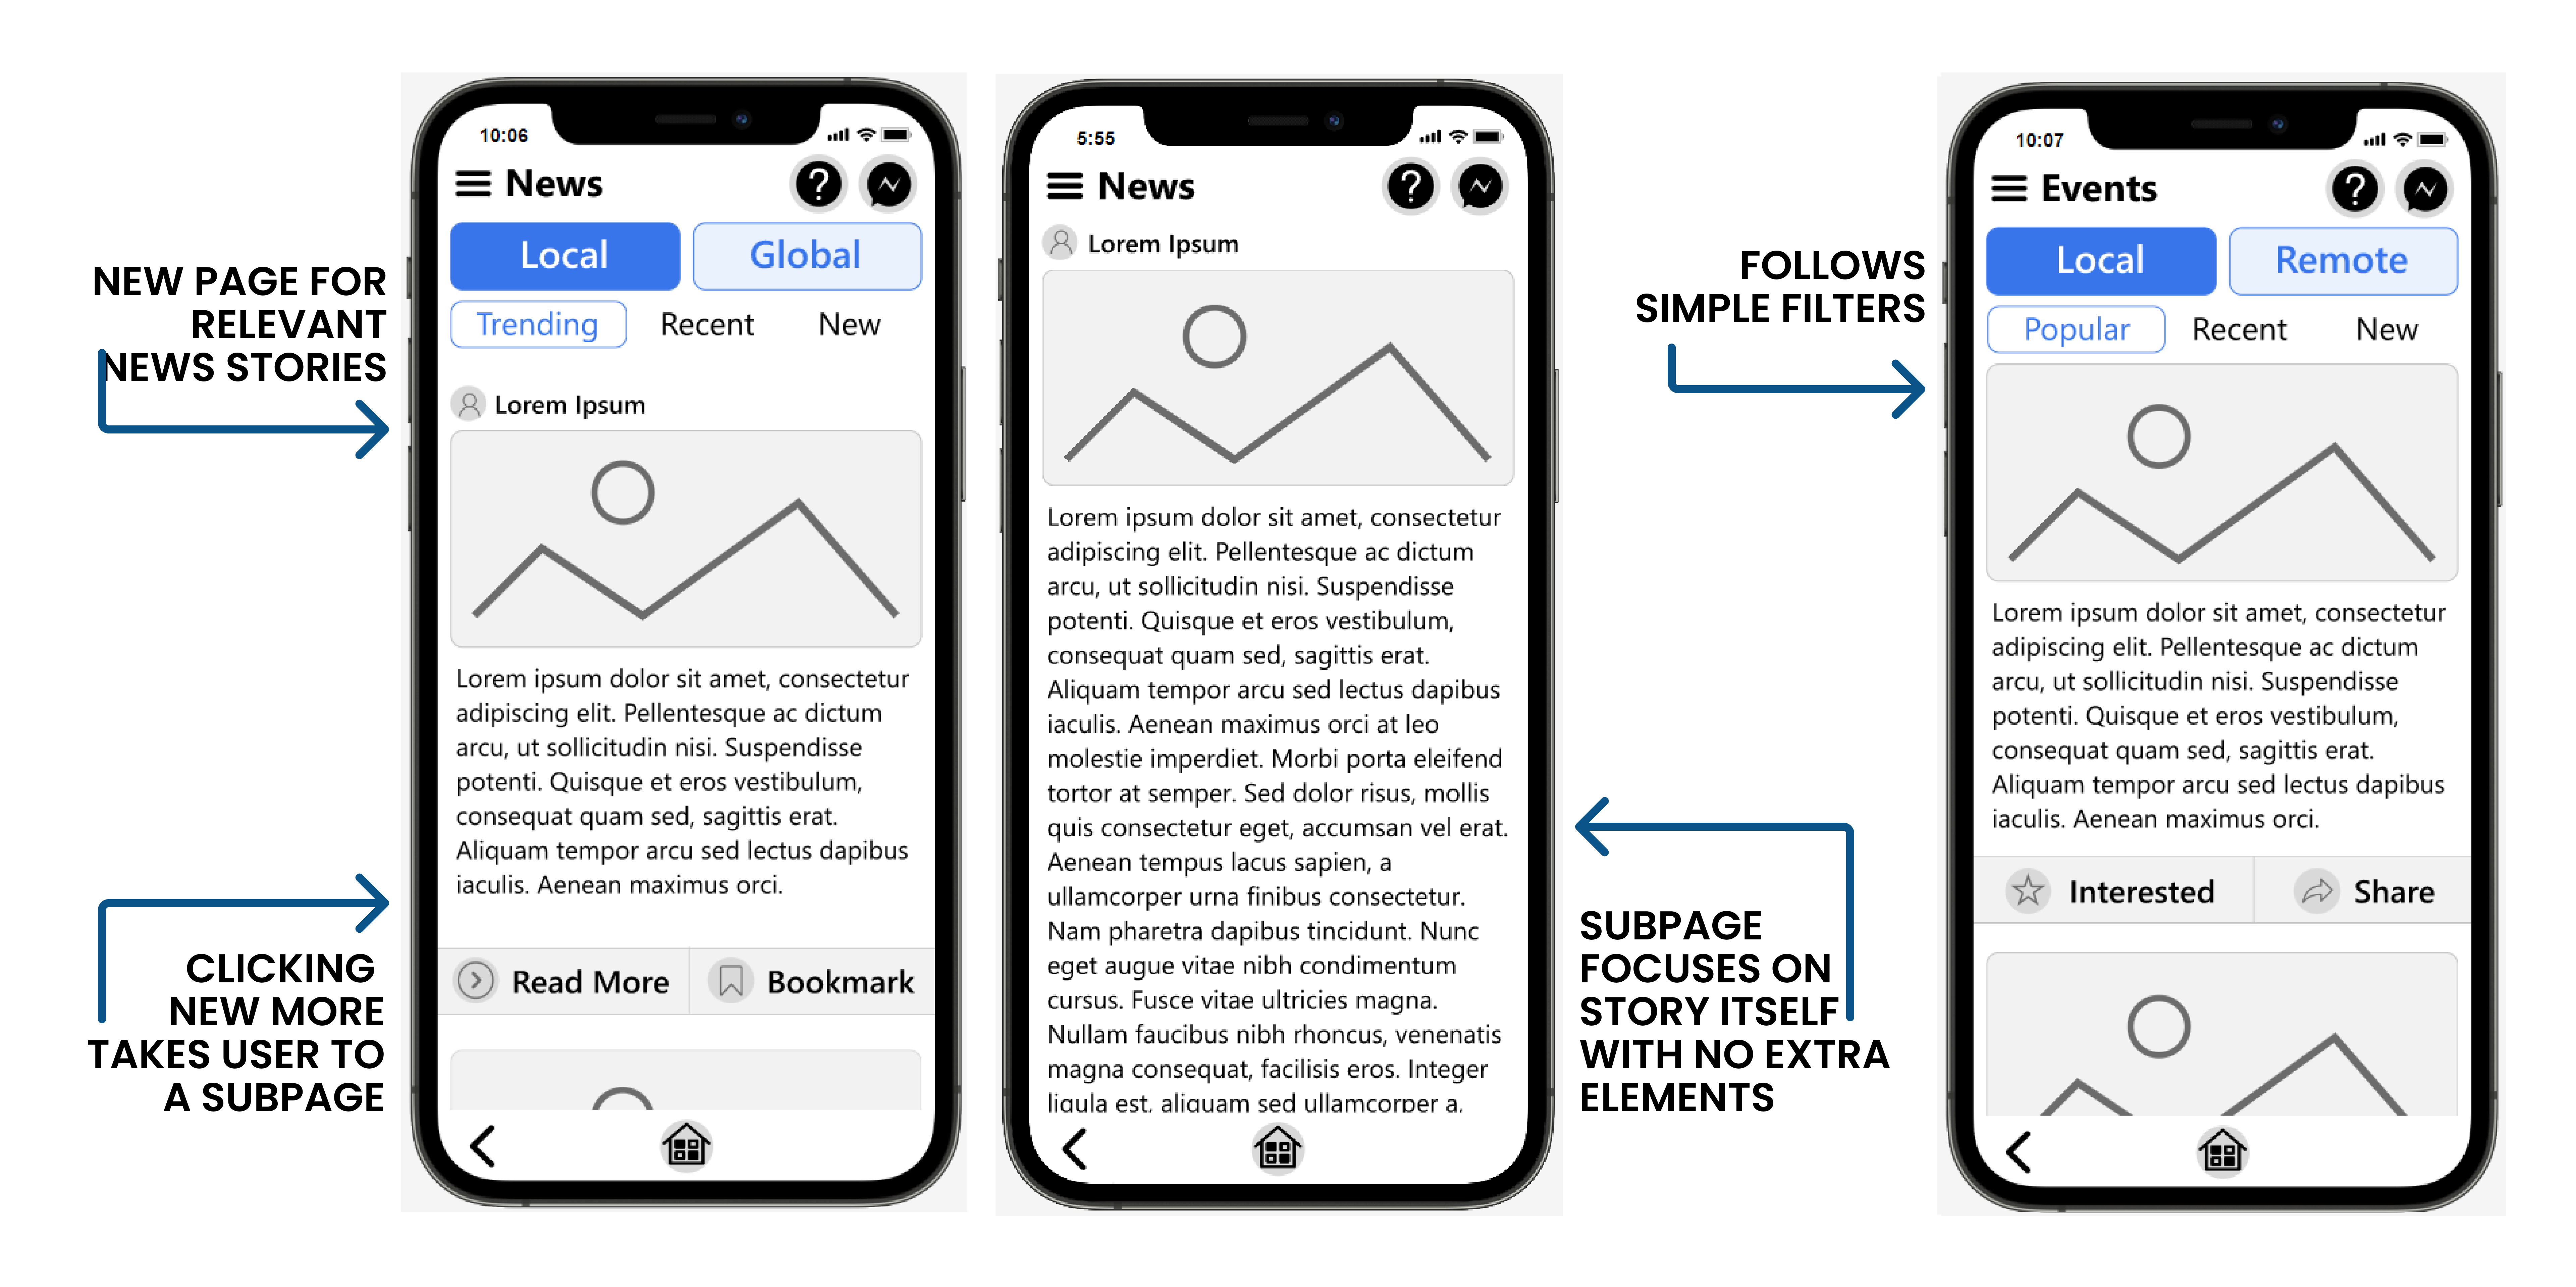 NEW PAGE FOR
RELEVANT
NEWS STORIES
CLICKING
NEW MORE
TAKES USER TO
A SUBPAGE
10:06
News
?
Local
Global
Trending
Recent
New
Lorem Ipsum
Lorem ipsum dolor sit amet, consectetur
adipiscing elit. Pellentesque ac dictum
arcu, ut sollicitudin nisi. Suspendisse
potenti. Quisque et eros vestibulum,
consequat quam sed, sagittis erat.
Aliquam tempor arcu sed lectus dapibus
iaculis. Aenean maximus orci.
Read More
Bookmark
5:55
News
?
Lorem Ipsum
Lorem ipsum dolor sit amet, consectetur
adipiscing elit. Pellentesque ac dictum
arcu, ut sollicitudin nisi. Suspendisse
potenti. Quisque et eros vestibulum,
consequat quam sed, sagittis erat.
Aliquam tempor arcu sed lectus dapibus
iaculis. Aenean maximus orci at leo
molestie imperdiet. Morbi porta eleifend
tortor at semper. Sed dolor risus, mollis
quis consectetur eget, accumsan vel erat.
Aenean tempus lacus sapien, a
ullamcorper urna finibus consectetur.
Nam pharetra dapibus tincidunt. Nunc
eget augue vitae nibh condimentum
cursus. Fusce vitae ultricies magna.
Nullam faucibus nibh rhoncus, venenatis
magna consequat, facilisis eros. Integer
ligula est, aliquam sed ullamcorper a,
FOLLOWS
SIMPLE FILTERS
SUBPAGE
FOCUSES ON
STORY ITSELF
WITH NO EXTRA
ELEMENTS
10:07
Events
?
Local
Remote
Popular
Recent
New
Lorem ipsum dolor sit amet, consectetur
adipiscing elit. Pellentesque ac dictum
arcu, ut sollicitudin nisi. Suspendisse
potenti. Quisque et eros vestibulum,
consequat quam sed, sagittis erat.
Aliquam tempor arcu sed lectus dapibus
iaculis. Aenean maximus orci.
Interested
Share